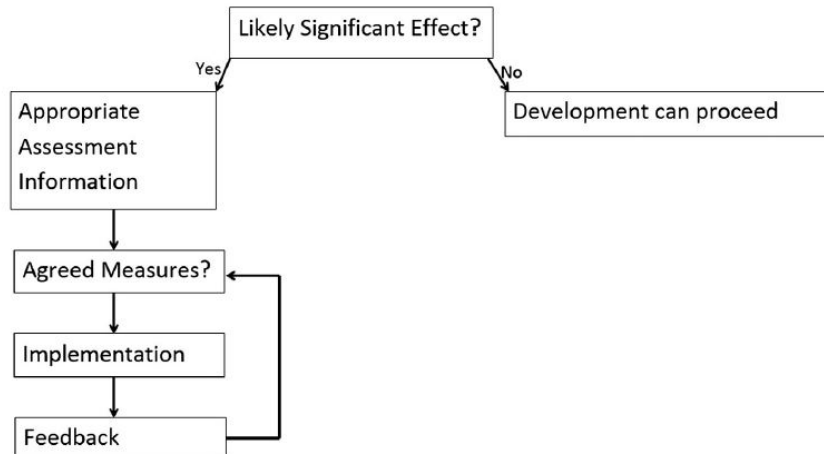 Likely Significant Effect?
Yes
No
Appropriate
Assessment
Information
Development can proceed
Agreed Measures?
Implementation
Feedback